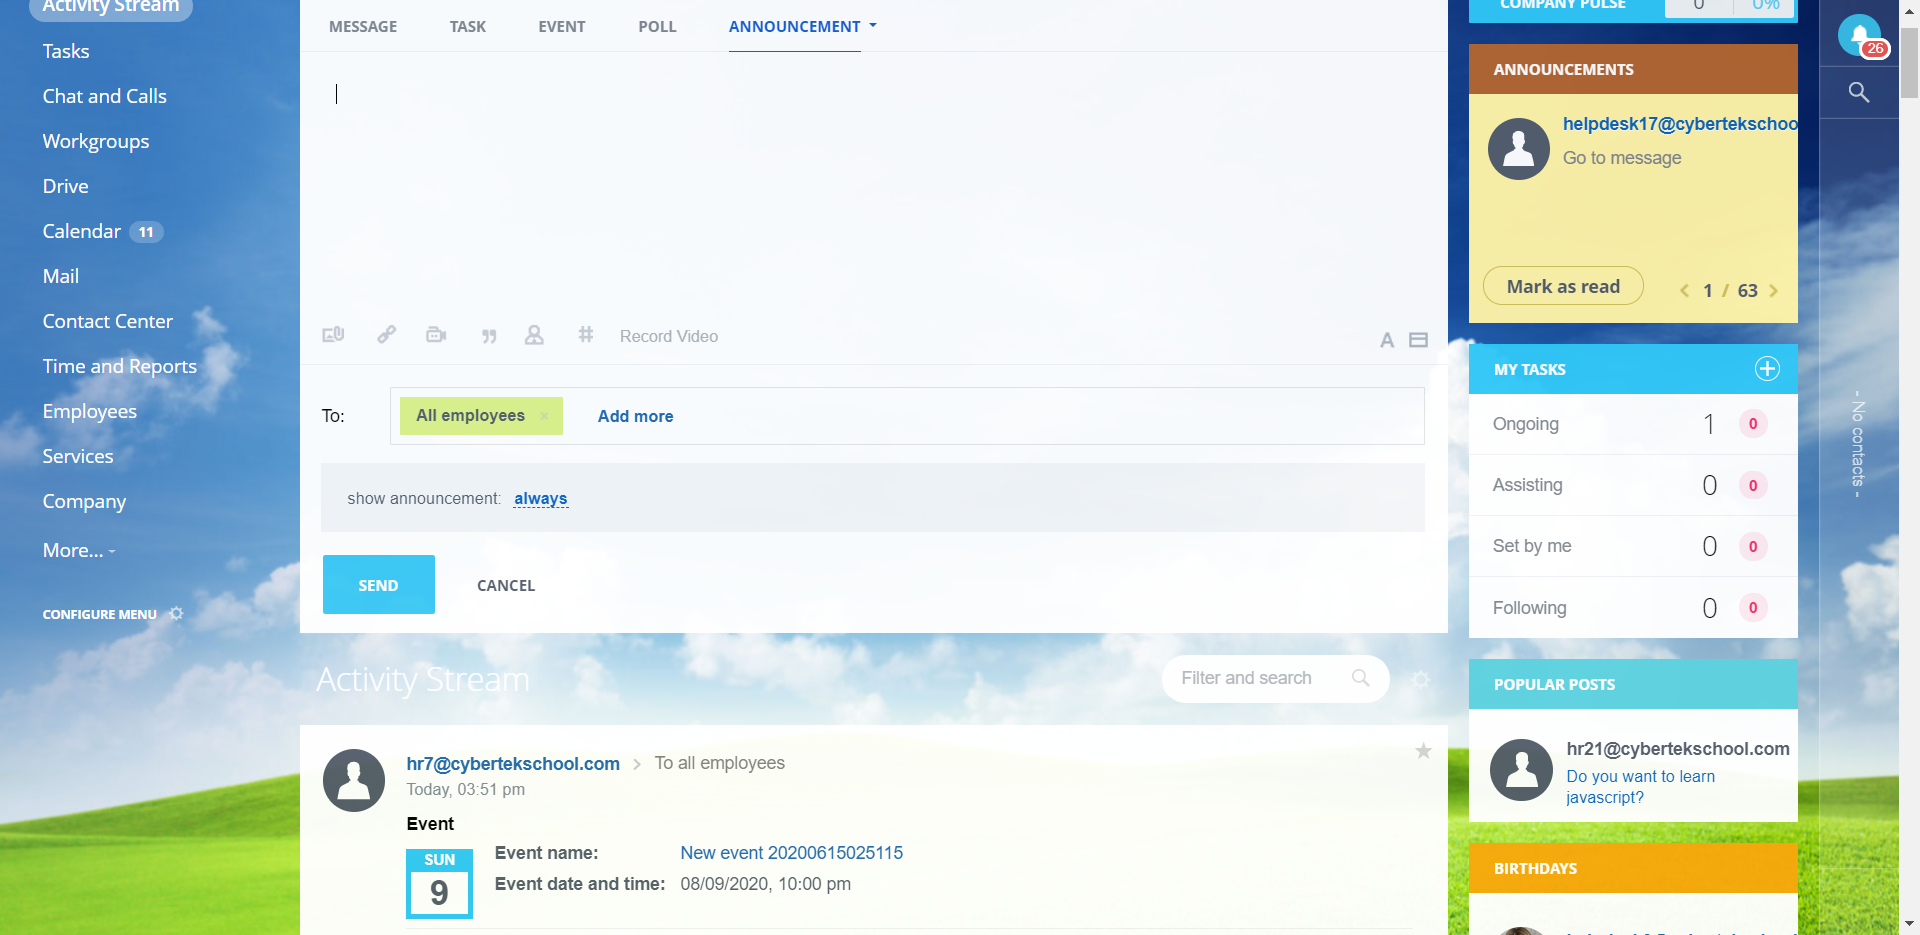 Activity Stream
Tasks
Chat and Calls
Workgroups
Drive
Calendar 11
Mail
Contact Center
Time and Reports
Employees
Services
Company
More...
CONFIGURE MENU
MESSAGE TASK EVENT POLL ANNOUNCEMENT
Record Video
A
To: All employees × Add more
show announcement: always
SEND CANCEL
Activity Stream
Filter and search
hr7@cybertekschool.com > To all employees
Today, 03:51 pm
Event
SUN
9
Event name: New event 20200615025115
Event date and time: 08/09/2020, 10:00 pm
COMPANY PULSE 0 0%
ANNOUNCEMENTS
helpdesk17@cybertekschoo
Go to message
Mark as read
1 / 63
MY TASKS
Ongoing 1 0
Assisting 0 0
Set by me 0 0
Following 0 0
POPULAR POSTS
hr21@cybertekschool.com
Do you want to learn
javascript?
BIRTHDAYS
26
- No contacts -